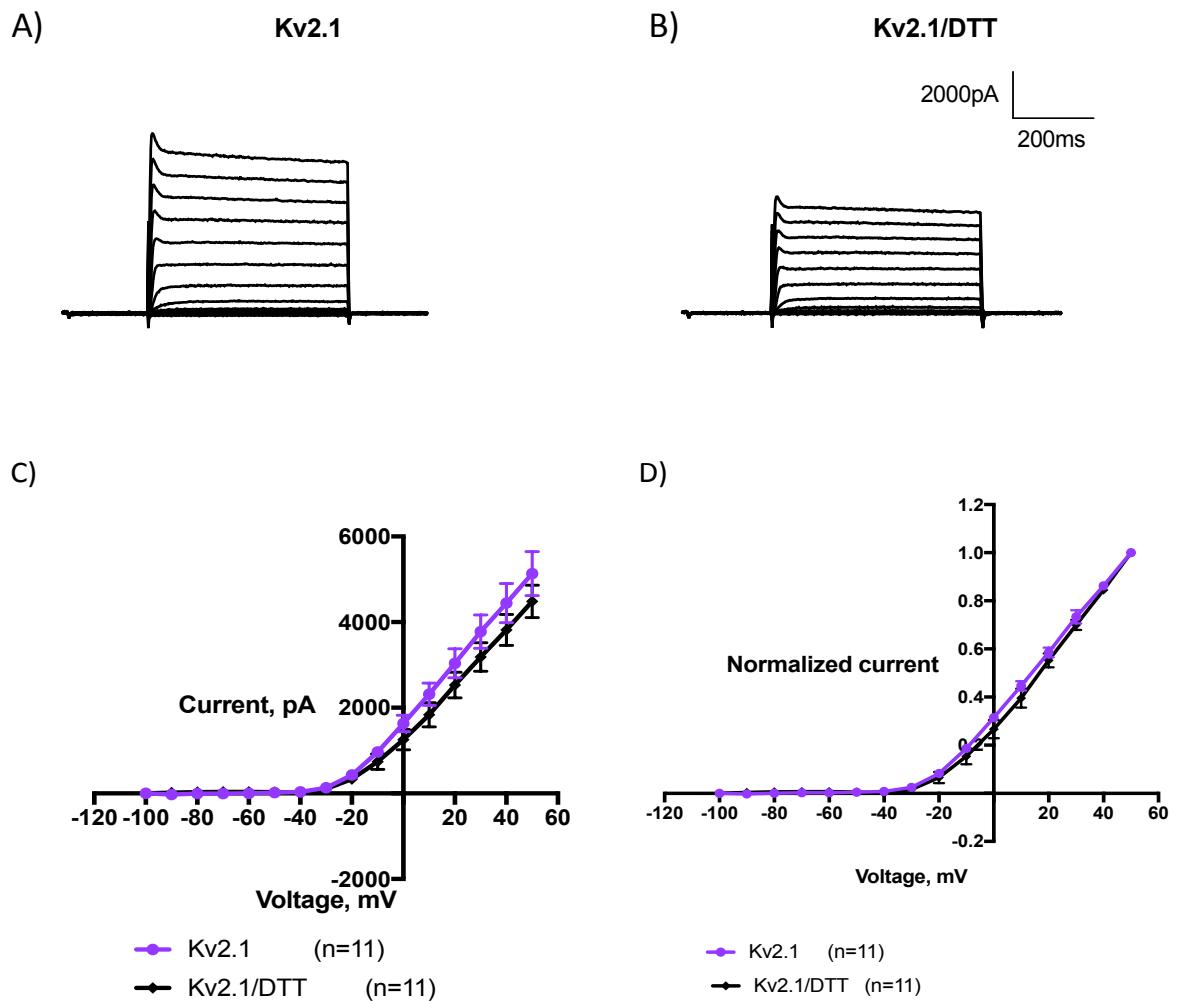 A)
Kv2.1
B)
Kv2.1/DTT
2000pA
200ms
C)
6000
4000
2000
-2000
-120 -100 -80 -60 -40 -20 20 40 60
Current, pA
Voltage, mV
Kv2.1 (n=11)
Kv2.1/DTT (n=11)
D)
1.2
1.0
0.8
0.6
0.4
0.2
-0.2
-120 -100 -80 -60 -40 -20 20 40 60
Normalized current
Voltage, mV
Kv2.1 (n=11)
Kv2.1/DTT (n=11)